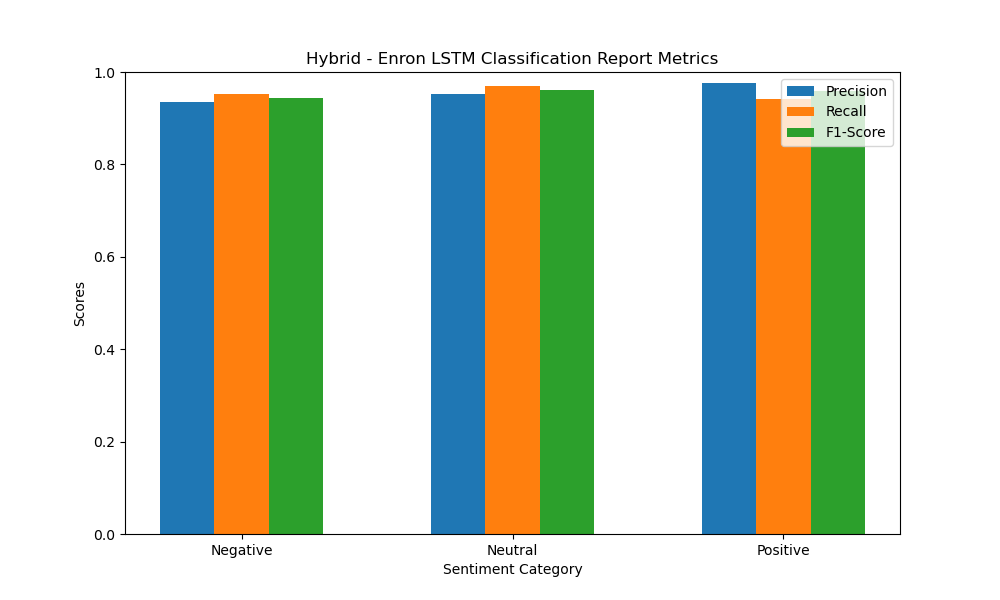 Hybrid - Enron LSTM Classification Report Metrics
1.0
0.8
0.6
0.4
0.2
0.0
Scores
Precision
Recall
F1-Score
Negative
Neutral
Positive
Sentiment Category